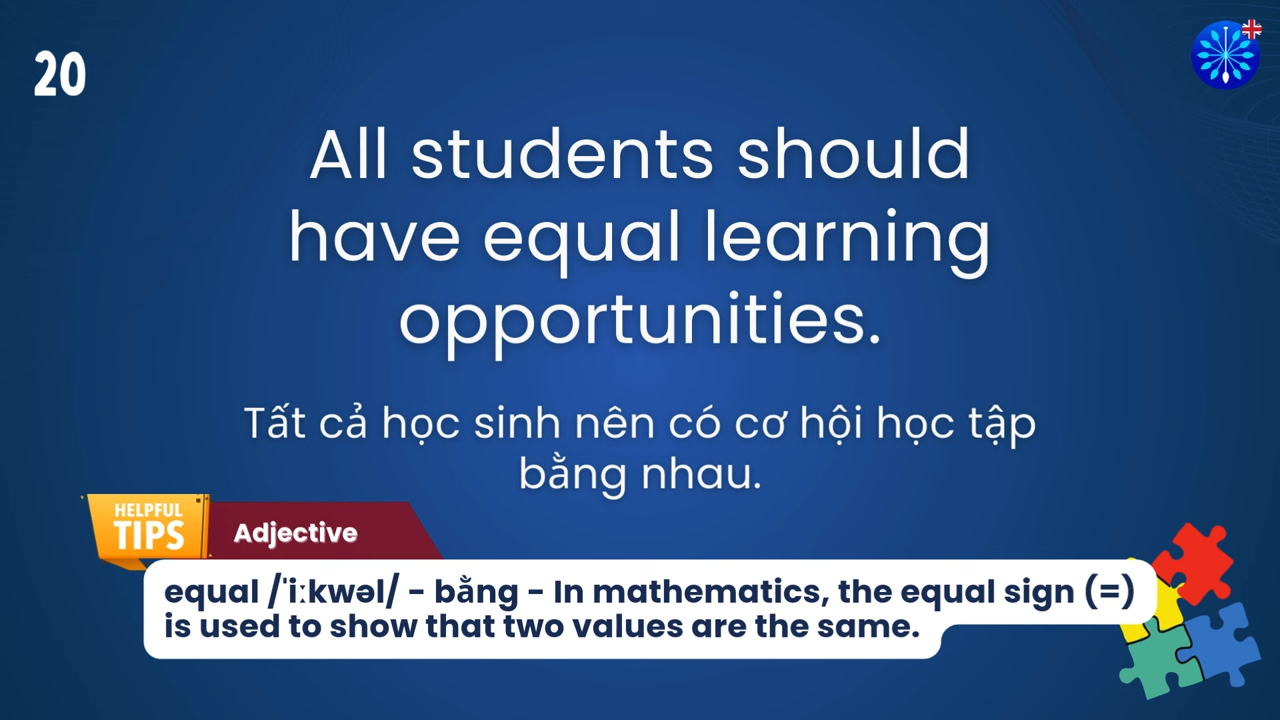 20
All students should
have equal learning
opportunities.
Tất cả học sinh nên có cơ hội học tập
bằng nhau.
HELPFUL
TIPS
Adjective
equal /ˈiːkwəl/ - bằng - In mathematics, the equal sign (=)
is used to show that two values are the same.